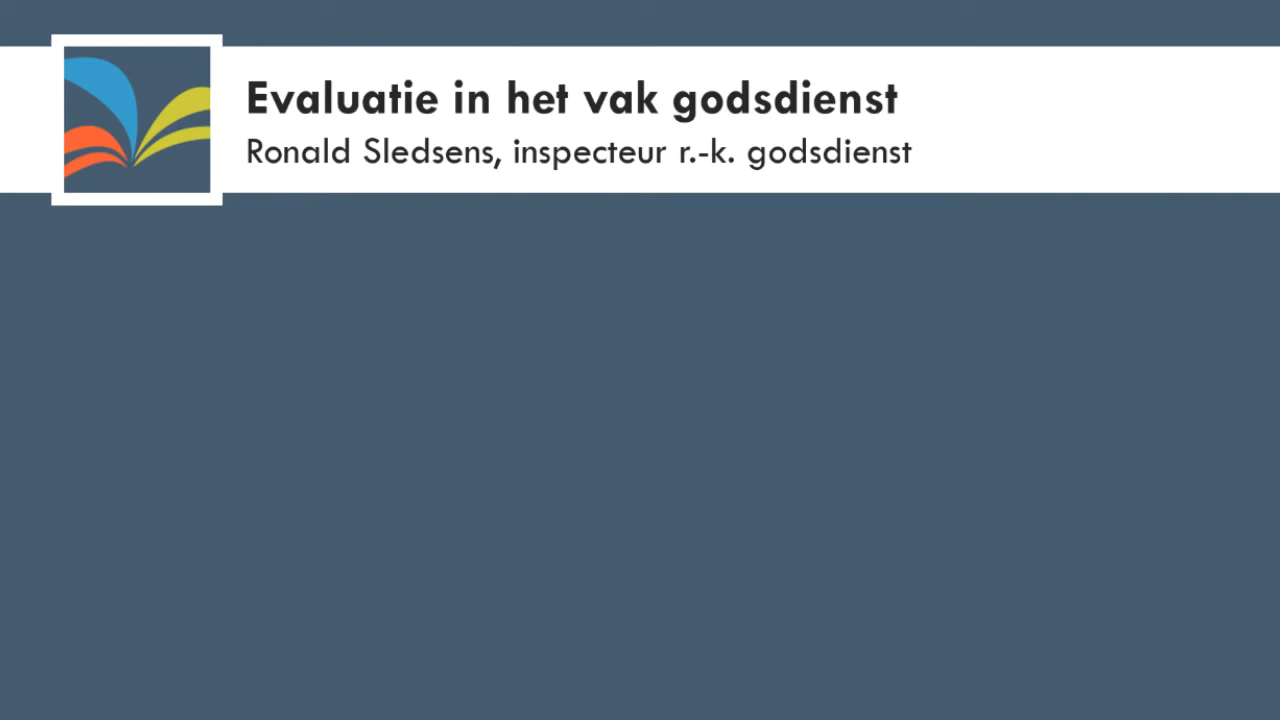 Evaluatie in het vak godsdienst
Ronald Sledsens, inspecteur r.-k. godsdienst